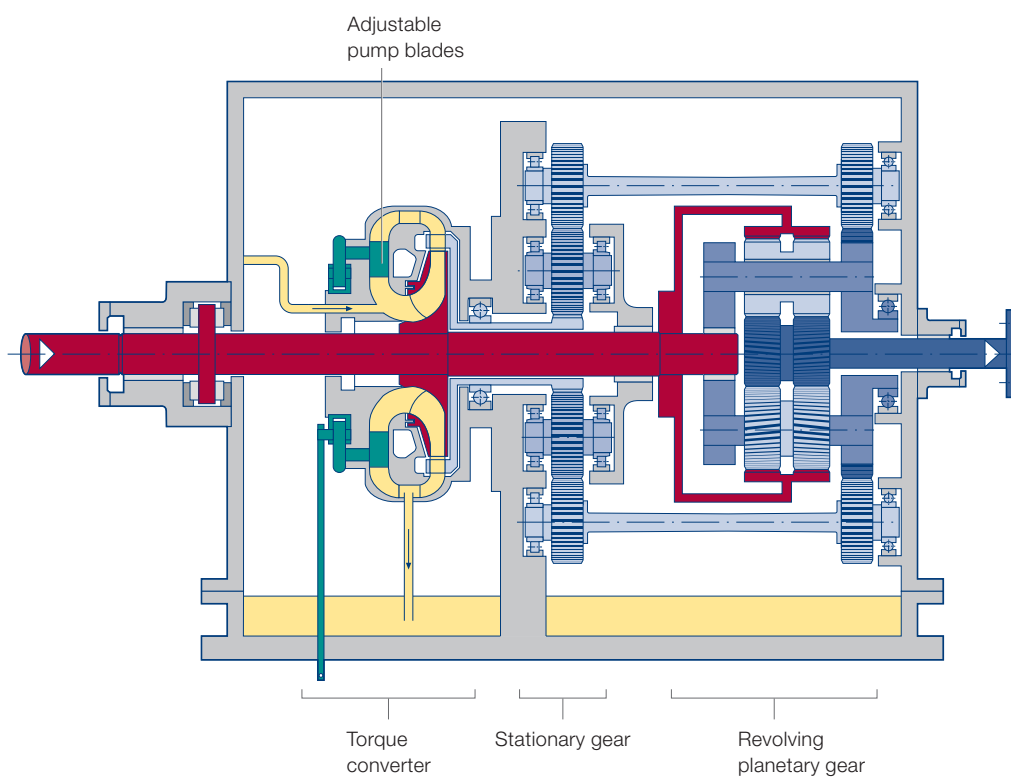 Adjustable
pump blades
Torque
converter
Stationary gear
Revolving
planetary gear